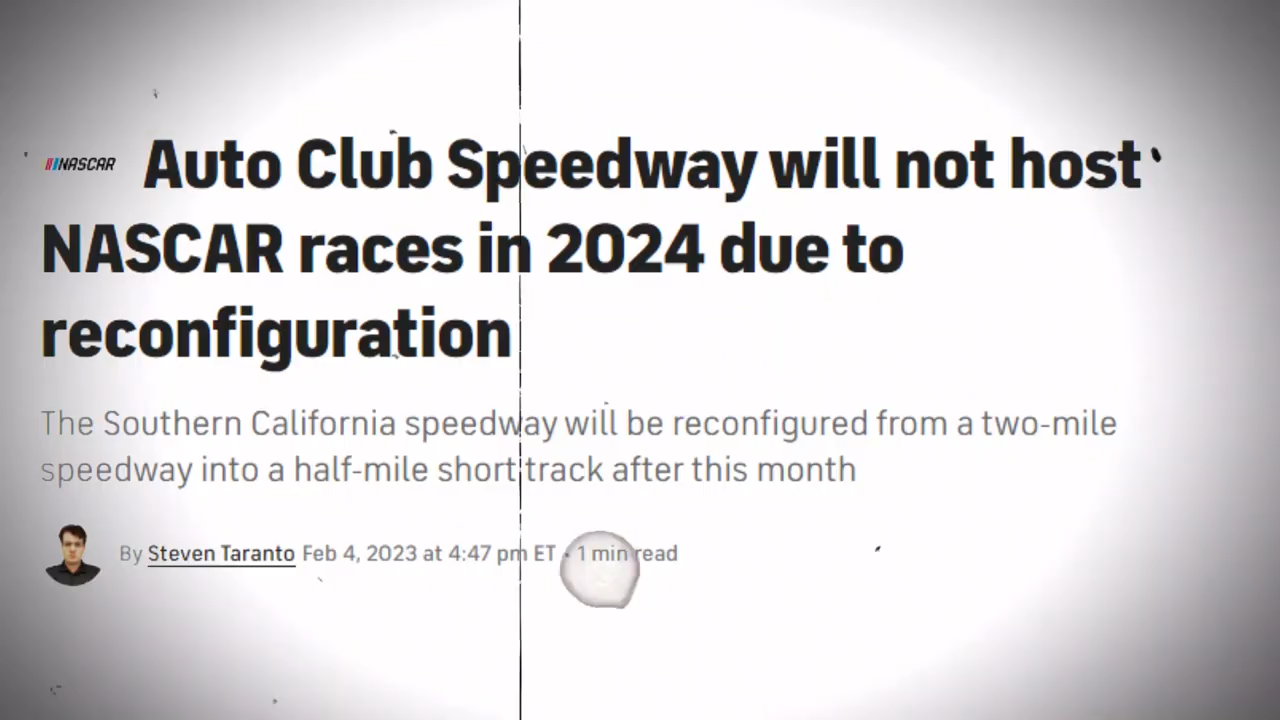 NASCAR Auto Club Speedway will not host
NASCAR races in 2024 due to
reconfiguration
The Southern California speedway will be reconfigured from a two-mile
speedway into a half-mile short track after this month
By Steven Taranto Feb 4, 2023 at 4:47 pm ET • 1 min read